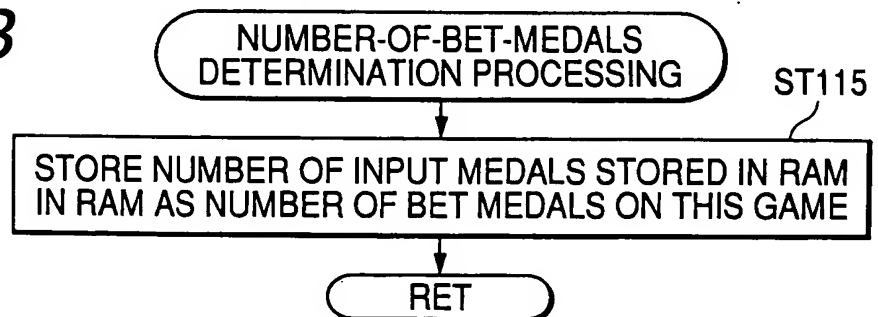 3
NUMBER-OF-BET-MEDALS
DETERMINATION PROCESSING
ST115
STORE NUMBER OF INPUT MEDALS STORED IN RAM
IN RAM AS NUMBER OF BET MEDALS ON THIS GAME
RET